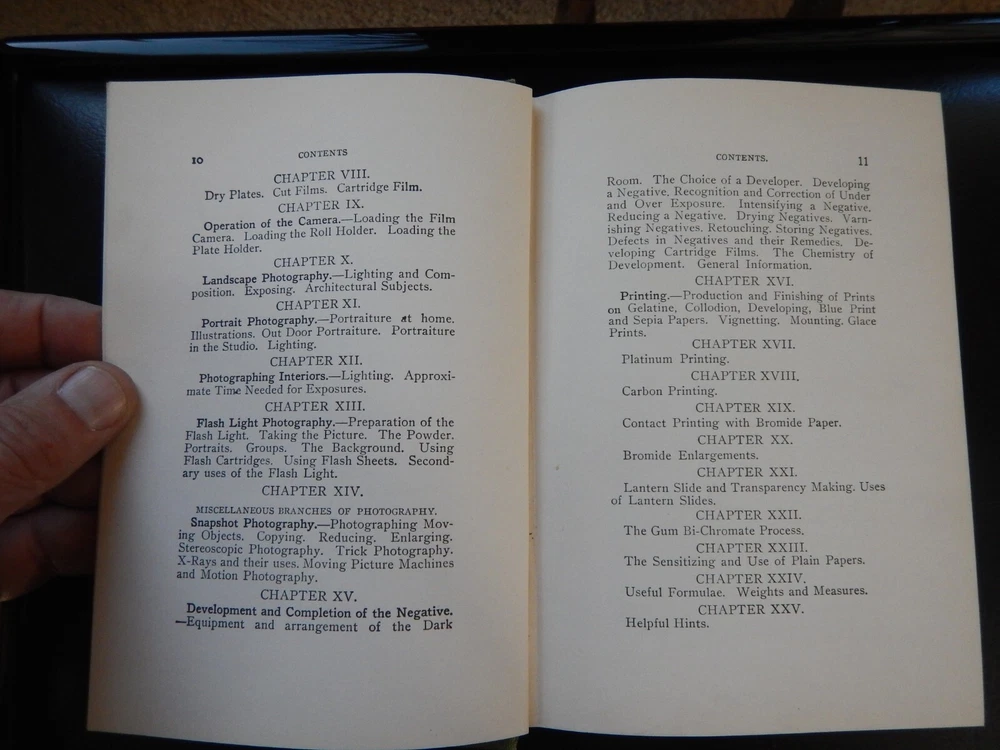 10
CONTENTS
CHAPTER VIII.
Dry Plates. Cut Films. Cartridge Film.
CHAPTER IX.
Operation of the Camera.—Loading the Film
Camera. Loading the Roll Holder. Loading the
Plate Holder.
CHAPTER X.
Landscape Photography.—Lighting and Com-
position. Exposing. Architectural Subjects.
CHAPTER XI.
Portrait Photography.—Portraiture at home.
Illustrations. Out Door Portraiture. Portraiture
in the Studio. Lighting.
CHAPTER XII.
Photographing Interiors.—Lighting. Approxi-
mate Time Needed for Exposures.
CHAPTER XIII.
Flash Light Photography.—Preparation of the
Flash Light. Taking the Picture. The Powder.
Portraits. Groups. The Background. Using
Flash Cartridges. Using Flash Sheets. Second-
ary uses of the Flash Light.
CHAPTER XIV.
MISCELLANEOUS BRANCHES OF PHOTOGRAPHY.
Snapshot Photography.—Photographing Mov-
ing Objects. Copying. Reducing. Enlarging.
Stereoscopic Photography. Trick Photography.
X-Rays and their uses. Moving Picture Machines
and Motion Photography.
CHAPTER XV.
Development and Completion of the Negative.
—Equipment and arrangement of the Dark
CONTENTS.
11
Room. The Choice of a Developer. Developing
a Negative. Recognition and Correction of Under
and Over Exposure. Intensifying a Negative.
Reducing a Negative. Drying Negatives. Varn-
ishing Negatives. Retouching. Storing Negatives.
Defects in Negatives and their Remedies. De-
veloping Cartridge Films. The Chemistry of
Development. General Information.
CHAPTER XVI.
Printing.—Production and Finishing of Prints
on Gelatine, Collodion, Developing, Blue Print
and Sepia Papers. Vignetting. Mounting. Glace
Prints.
CHAPTER XVII.
Platinum Printing.
CHAPTER XVIII.
Carbon Printing.
CHAPTER XIX.
Contact Printing with Bromide Paper.
CHAPTER XX.
Bromide Enlargements.
CHAPTER XXI.
Lantern Slide and Transparency Making. Uses
of Lantern Slides.
CHAPTER XXII.
The Gum Bi-Chromate Process.
CHAPTER XXIII.
The Sensitizing and Use of Plain Papers.
CHAPTER XXIV.
Useful Formulae. Weights and Measures.
CHAPTER XXV.
Helpful Hints.